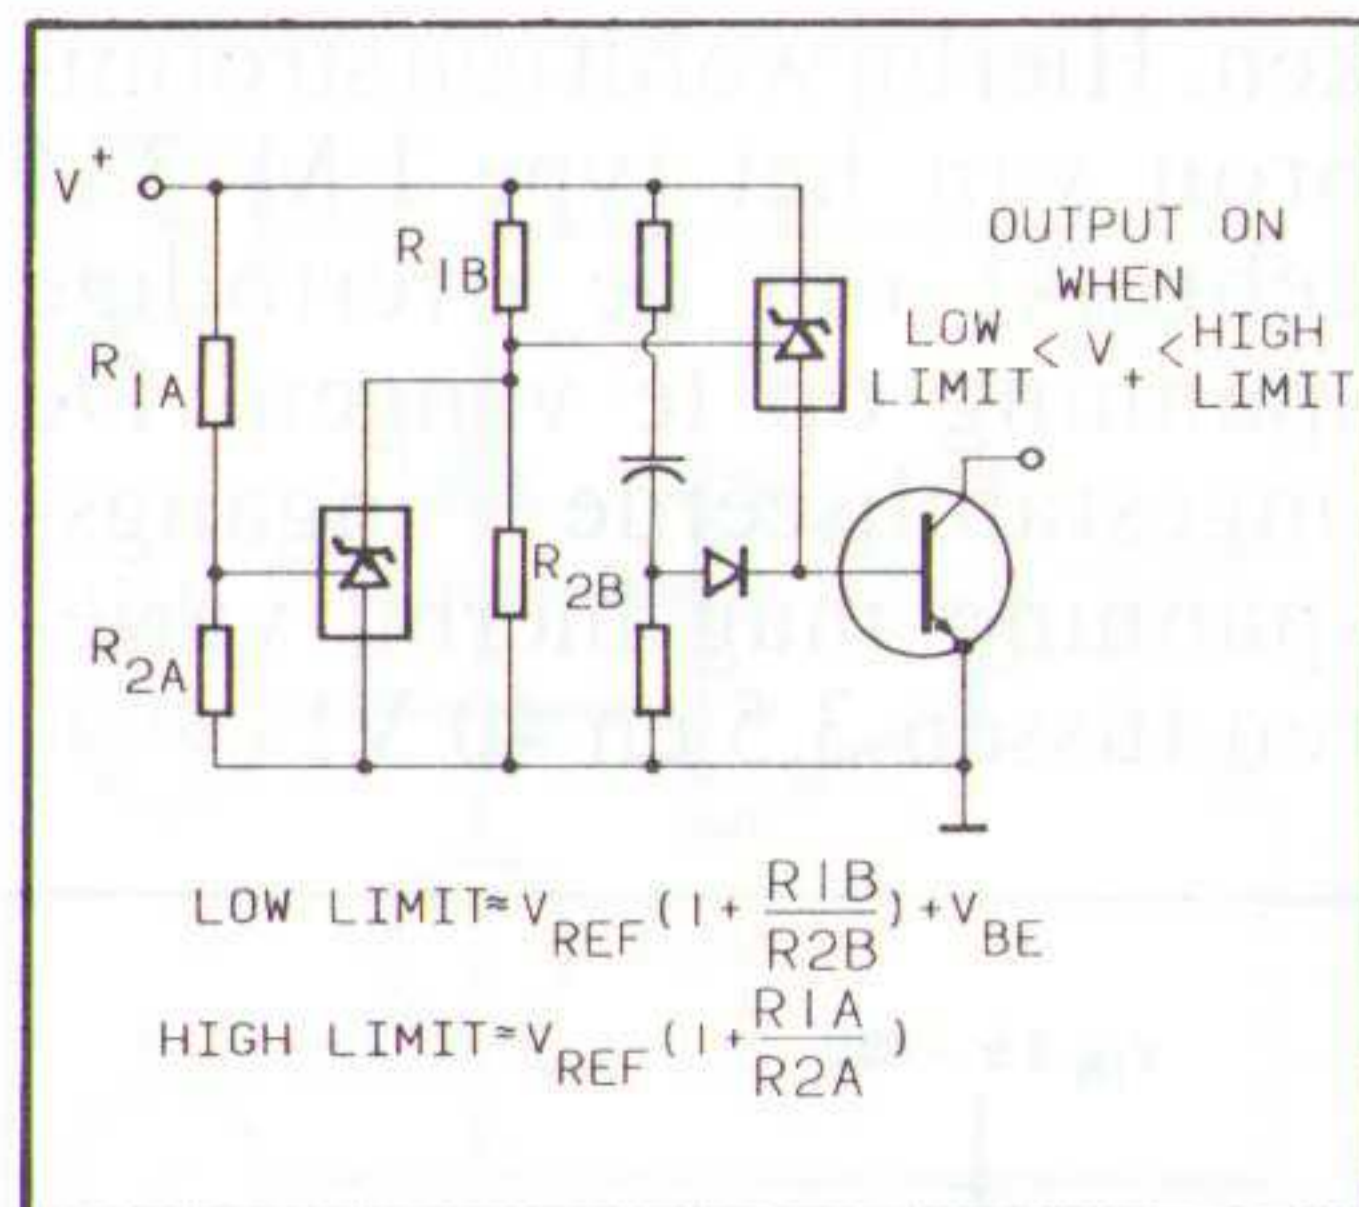 V+
R1B
OUTPUT ON
WHEN
LOW LIMIT < V+ < HIGH LIMIT
R1A
R2B
R2A
LOW LIMIT≈VREF(1+R1B/R2B)+VBE
HIGH LIMIT≈VREF(1+R1A/R2A)